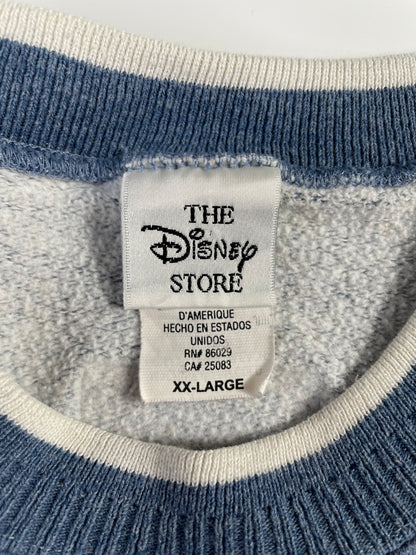 THE
Disney
STORE
D'AMERIQUE
HECHO EN ESTADOS
UNIDOS
RN# 86029
CA# 25083
XX-LARGE